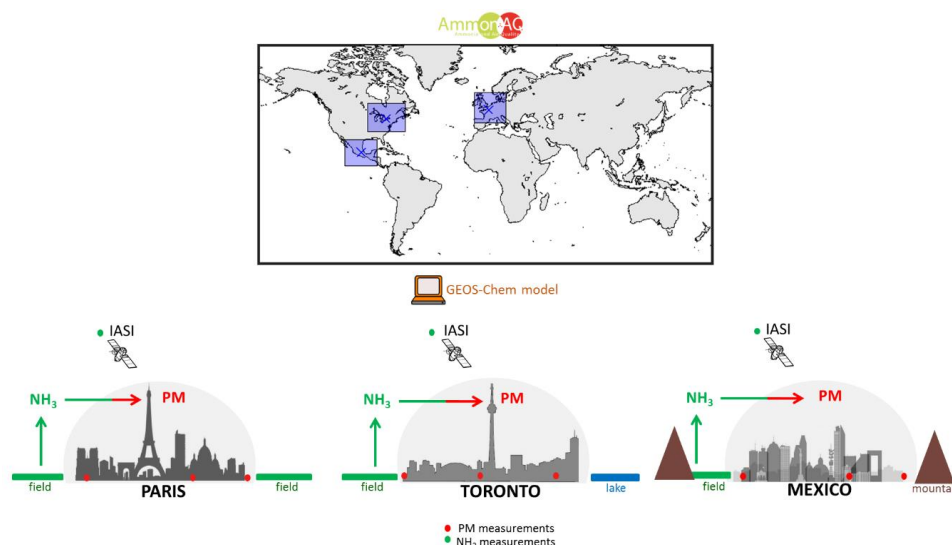 AmmonAQ
GEOS-Chem model
IASI
IASI
IASI
NH₃
PM
NH₃
PM
NH₃
PM
field
PARIS
field
field
TORONTO
lake
field
MEXICO
mounta
PM measurements
NH₃ measurements